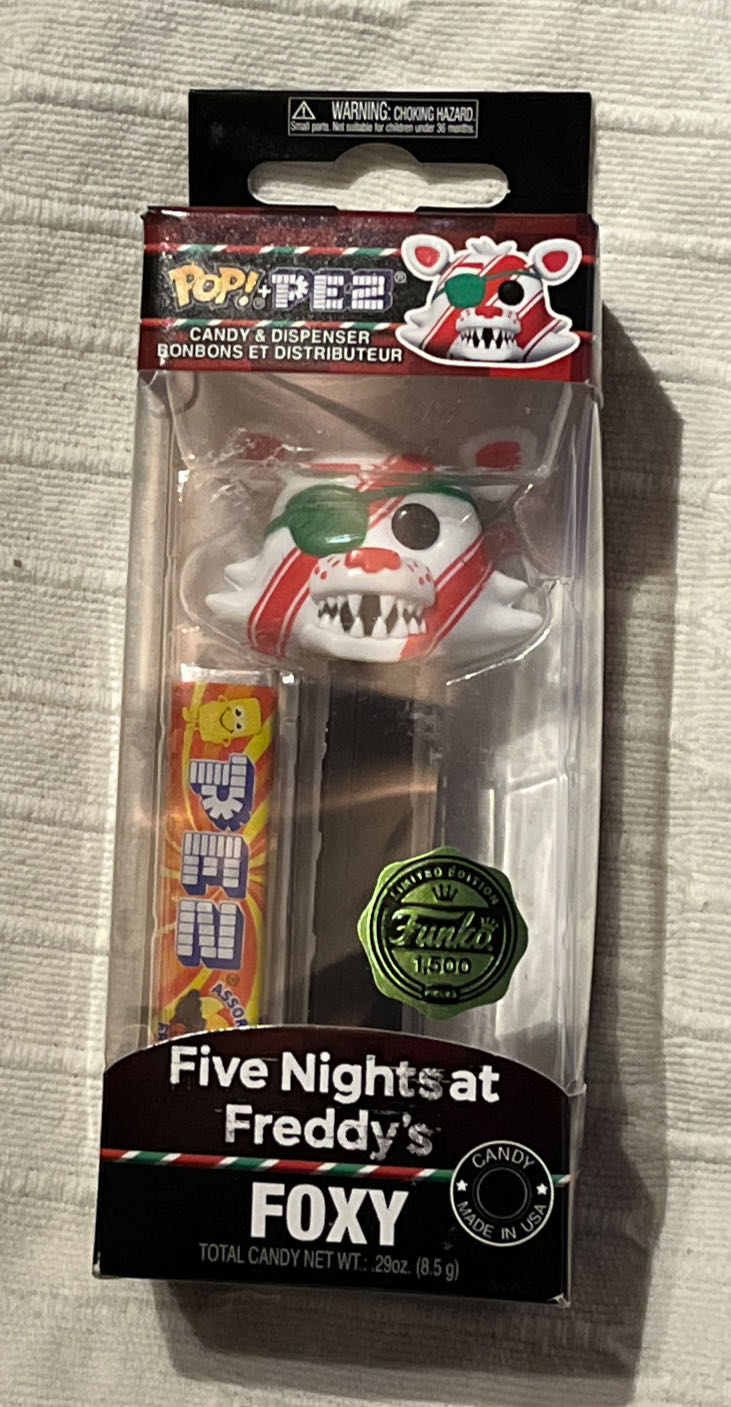 WARNING: CHOKING HAZARD.
Small parts. Not suitable for children under 36 months.
POP!+PEZ®
CANDY & DISPENSER
BONBONS ET DISTRIBUTEUR
PEZ®
ASSOR
LIMITED EDITION
Funko
1,500
PIECES
Five Nights at
Freddy's
CANDY
MADE IN USA
FOXY
TOTAL CANDY NET WT.: .29oz. (8.5 g)